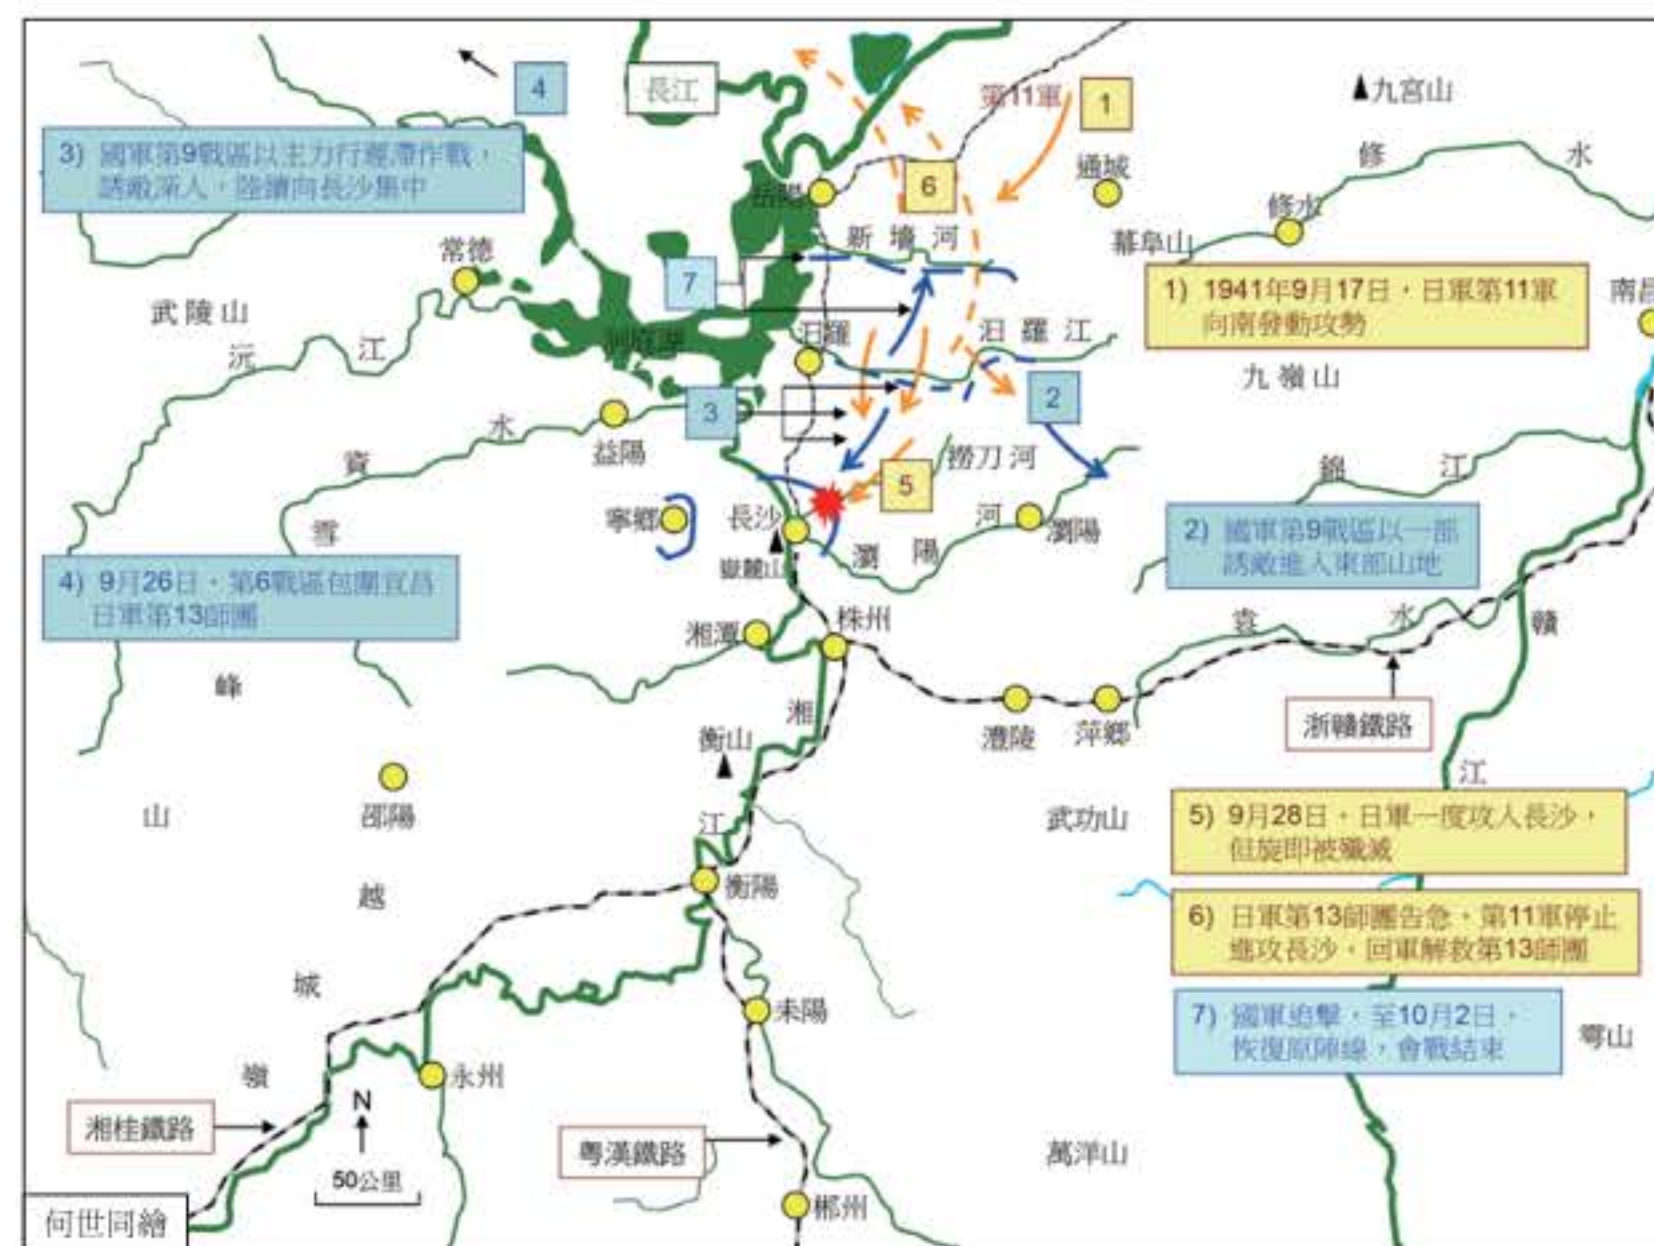 4
長江
第11軍
1
九宮山
3) 國軍第9戰區以主力行遲滯作戰，
誘敵深入，陸續向長沙集中
岳陽
6
通城
修
水
修水
常德
新墻河
幕阜山
7
1) 1941年9月17日，日軍第11軍
向南發動攻勢
南昌
武陵山
沅
江
洞庭湖
汨羅
汨羅江
九嶺山
3
2
水
資
益陽
撈刀河
5
錦
江
寧鄉
長沙
河
瀏陽
雪
瀏
陽
嶽麓山
2) 國軍第9戰區以一部
誘敵進入東部山地
4) 9月26日，第6戰區包圍宜昌
日軍第13師團
湘潭
株州
袁
水
贛
峰
湘
衡山
澧陵
萍鄉
浙贛鐵路
江
山
邵陽
江
武功山
5) 9月28日，日軍一度攻入長沙，
但旋即被殲滅
衡陽
越
6) 日軍第13師團告急，第11軍停止
進攻長沙，回軍解救第13師團
城
耒陽
7) 國軍追擊，至10月2日，
恢復原陣線，會戰結束
雩山
嶺
永州
N
湘桂鐵路
粵漢鐵路
萬洋山
50公里
郴州
何世同繪